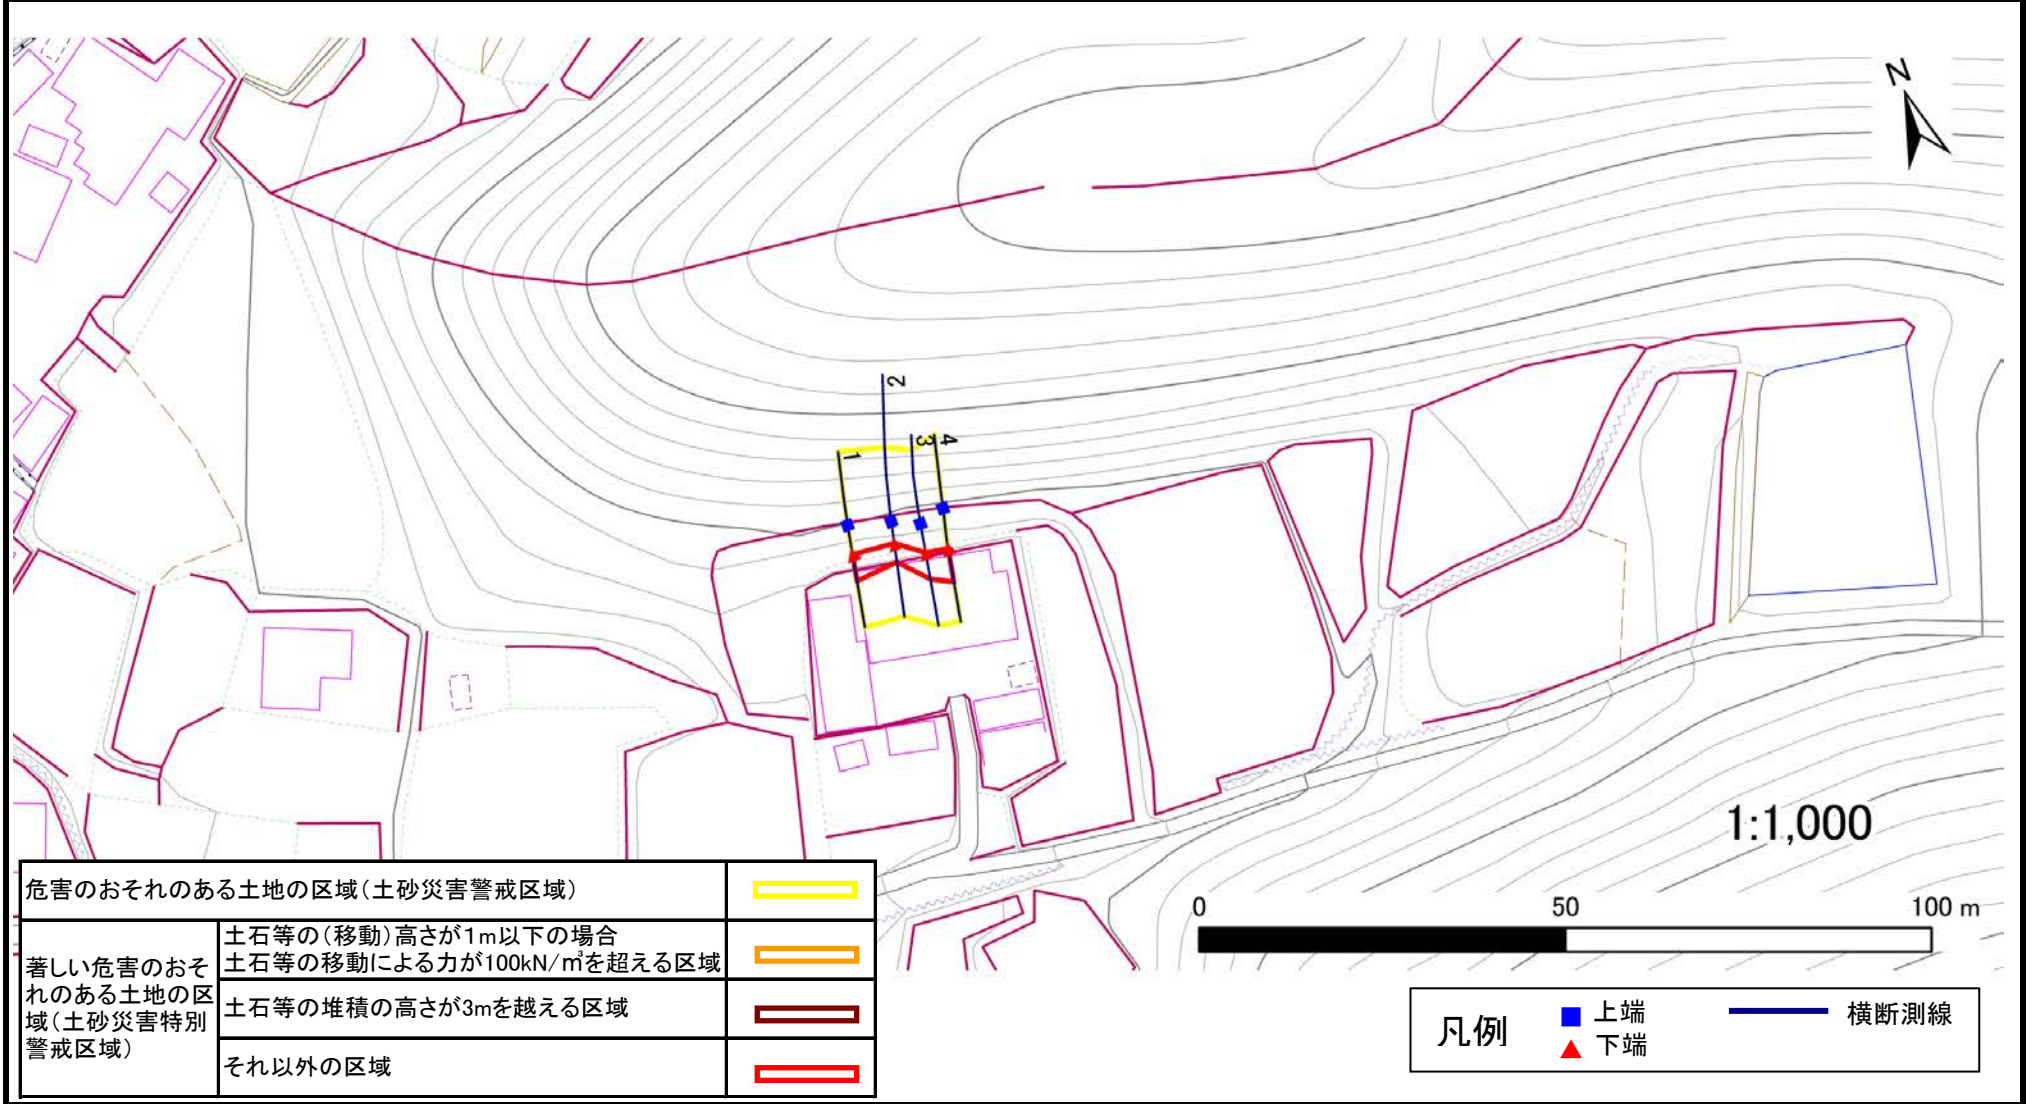 N
2
3
4
1
1:1,000
0 50 100 m
危害のおそれのある土地の区域(土砂災害警戒区域)
著しい危害のおそ
れのある土地の区
域(土砂災害特別
警戒区域)
土石等の(移動)高さが1m以下の場合
土石等の移動による力が100kN/㎡を超える区域
土石等の堆積の高さが3mを越える区域
それ以外の区域
凡例
上端
下端
横断測線